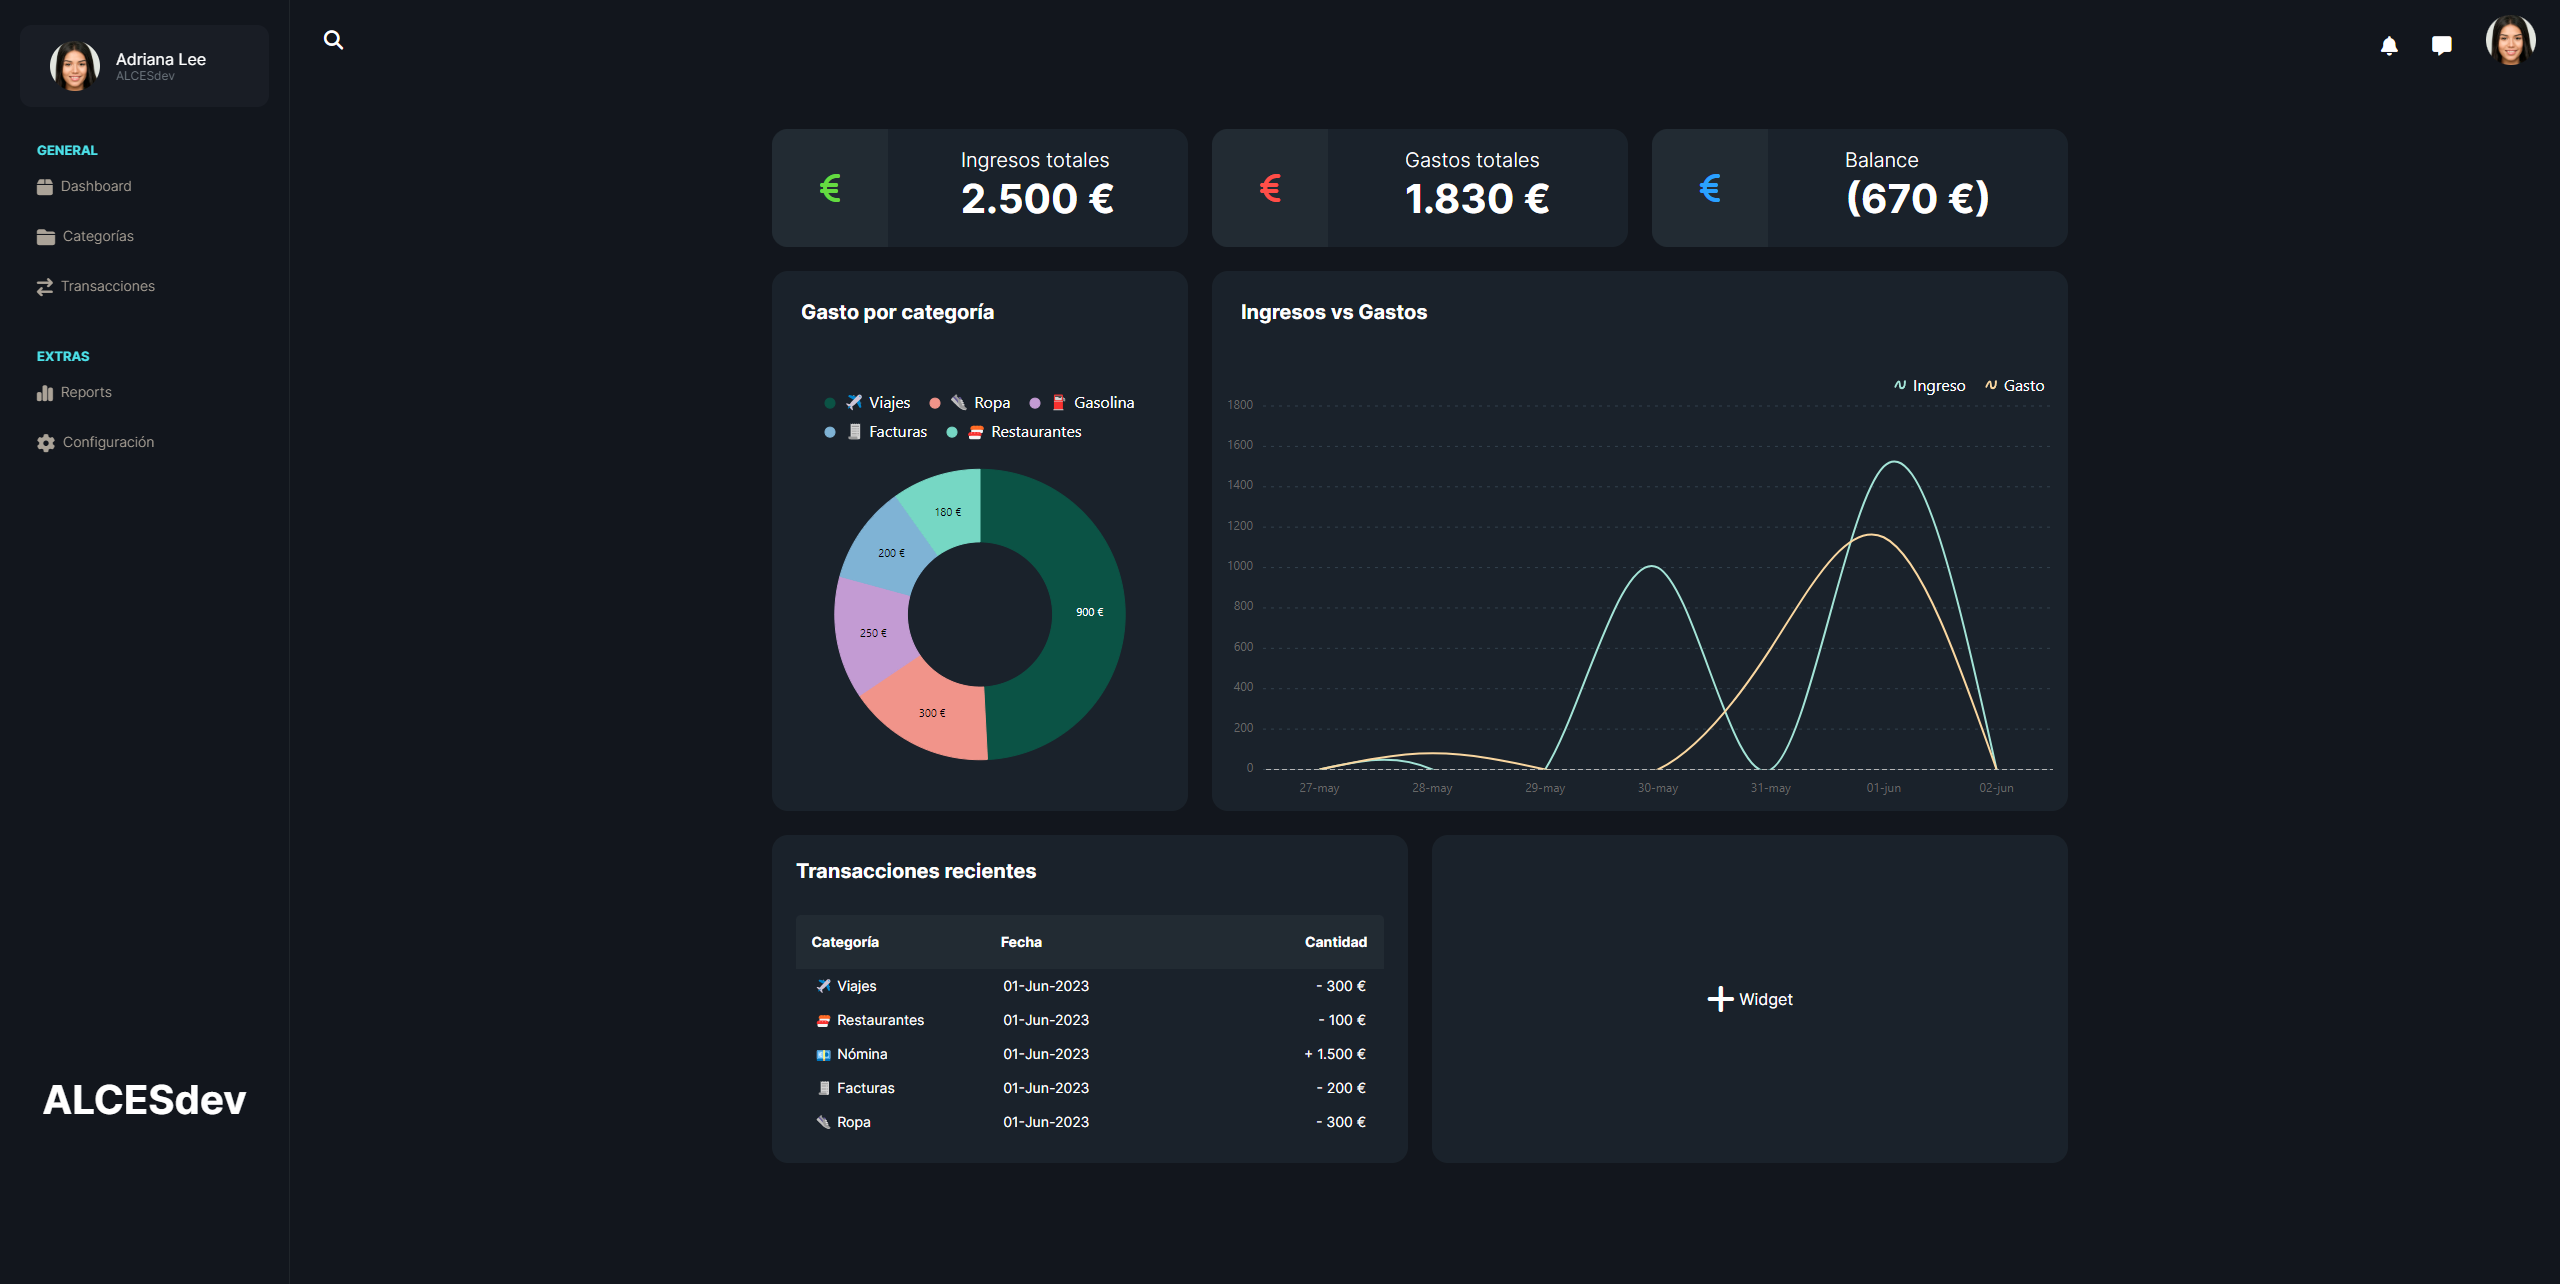 Adriana Lee
ALCESdev
GENERAL
Dashboard
Categorías
Transacciones
EXTRAS
Reports
Configuración
ALCESdev
Ingresos totales
2.500 €
Gastos totales
1.830 €
Balance
(670 €)
Gasto por categoría
Viajes Ropa Gasolina
Facturas Restaurantes
180 €
200 €
900 €
250 €
300 €
Ingresos vs Gastos
Ingreso Gasto
1800
1600
1400
1200
1000
800
600
400
200
0
27-may 28-may 29-may 30-may 31-may 01-jun 02-jun
Transacciones recientes
Categoría Fecha Cantidad
Viajes 01-Jun-2023 - 300 €
Restaurantes 01-Jun-2023 - 100 €
Nómina 01-Jun-2023 + 1.500 €
Facturas 01-Jun-2023 - 200 €
Ropa 01-Jun-2023 - 300 €
Widget